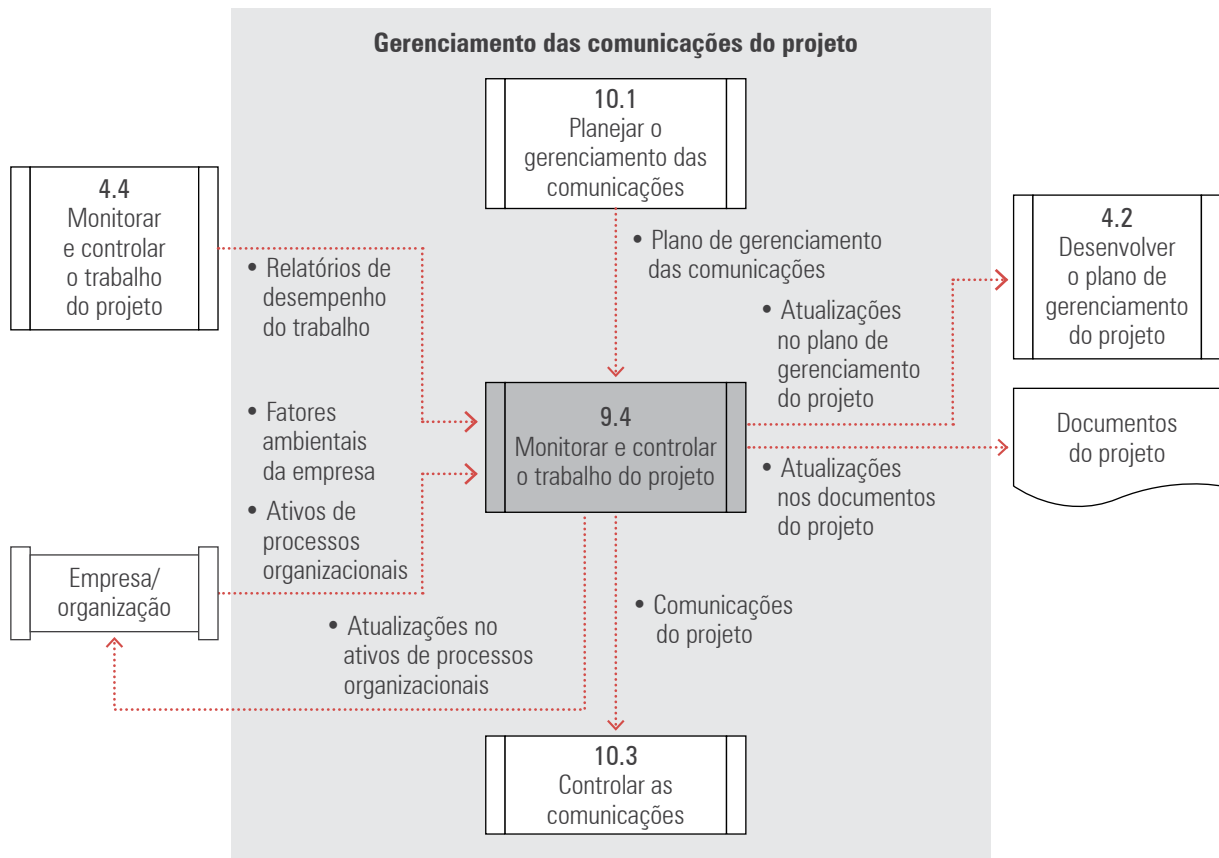 Gerenciamento das comunicações do projeto
10.1
Planejar o
gerenciamento das
comunicações
4.4
Monitorar
e controlar
o trabalho
do projeto
4.2
Desenvolver
o plano de
gerenciamento
do projeto
• Plano de gerenciamento
das comunicações
• Relatórios de
desempenho
do trabalho
• Atualizações
no plano de
gerenciamento
do projeto
9.4
Monitorar e controlar
o trabalho do projeto
Documentos
do projeto
• Fatores
ambientais
da empresa
• Atualizações
nos documentos
do projeto
• Ativos de
processos
organizacionais
Empresa/
organização
• Comunicações
do projeto
• Atualizações no
ativos de processos
organizacionais
10.3
Controlar as
comunicações